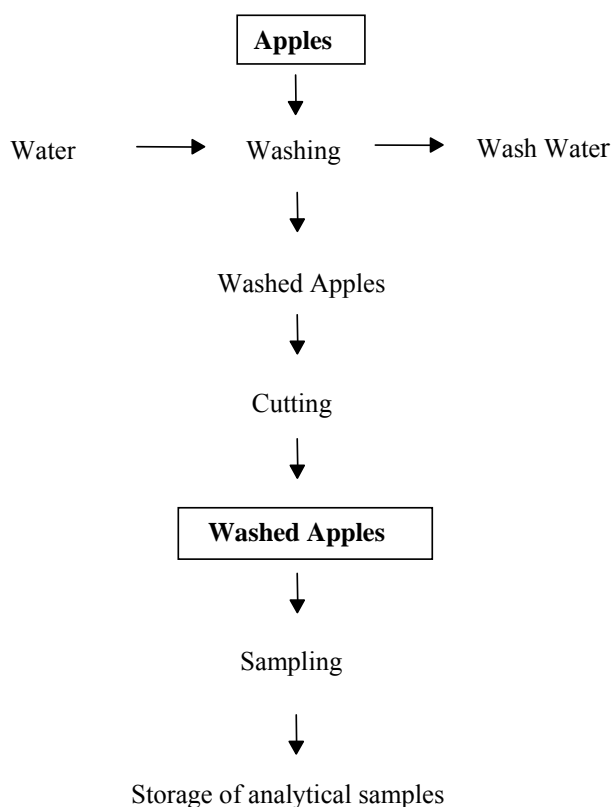 Apples
Water
Washing
Wash Water
Washed Apples
Cutting
Washed Apples
Sampling
Storage of analytical samples